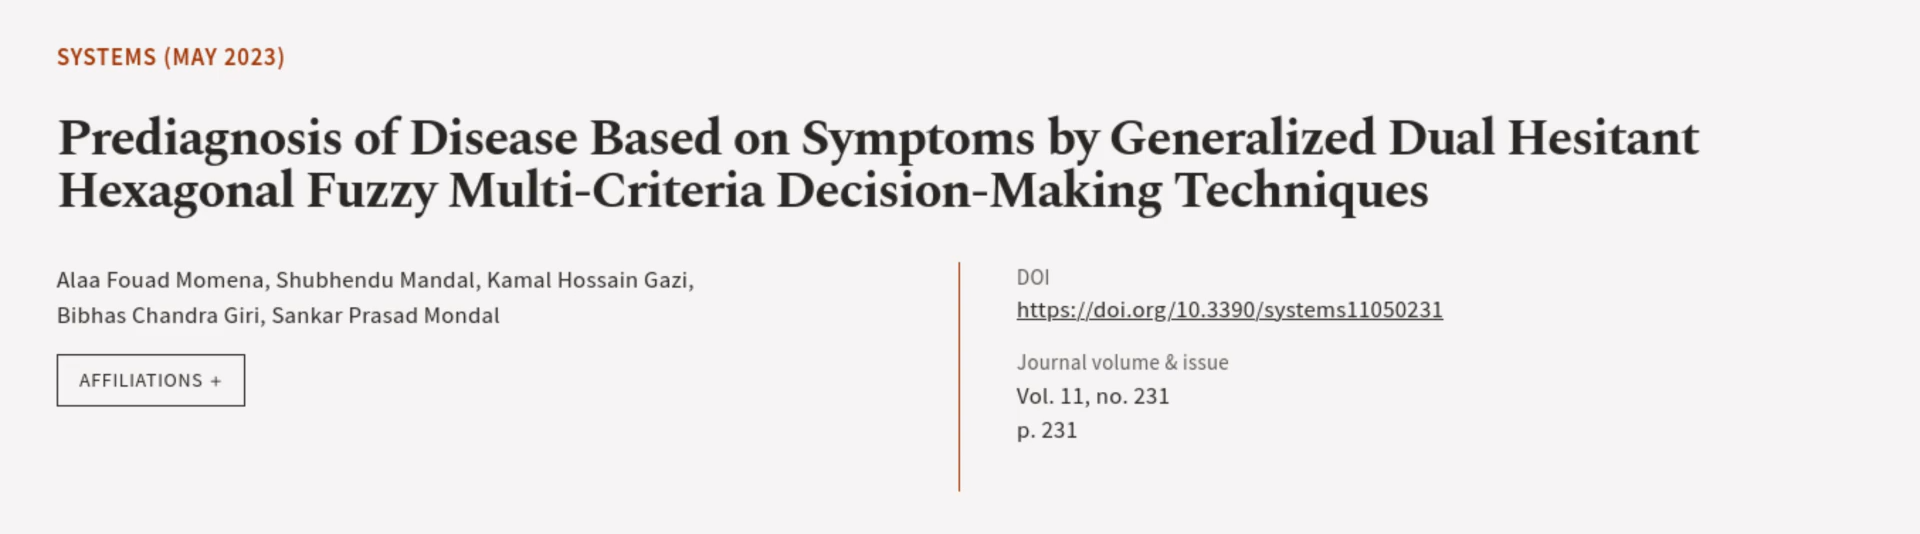 SYSTEMS (MAY 2023)
Prediagnosis of Disease Based on Symptoms by Generalized Dual Hesitant
Hexagonal Fuzzy Multi-Criteria Decision-Making Techniques
Alaa Fouad Momena, Shubhendu Mandal, Kamal Hossain Gazi,
Bibhas Chandra Giri, Sankar Prasad Mondal
AFFILIATIONS +
DOI
https://doi.org/10.3390/systems11050231
Journal volume & issue
Vol. 11, no. 231
p. 231